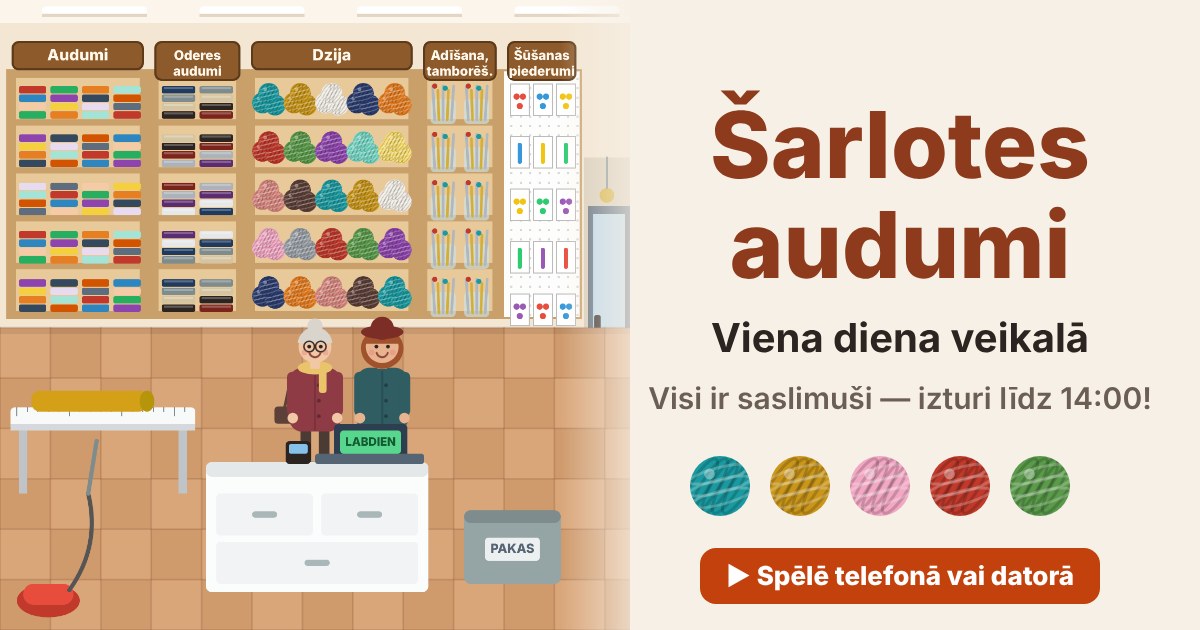 Audumi
Oderes
audumi
Dzija
Adīšana,
tamborēš.
Šūšanas
piederumi
LABDIEN
PAKAS
Šarlotes
audumi
Viena diena veikalā
Visi ir saslimuši — izturi līdz 14:00!
▶ Spēlē telefonā vai datorā